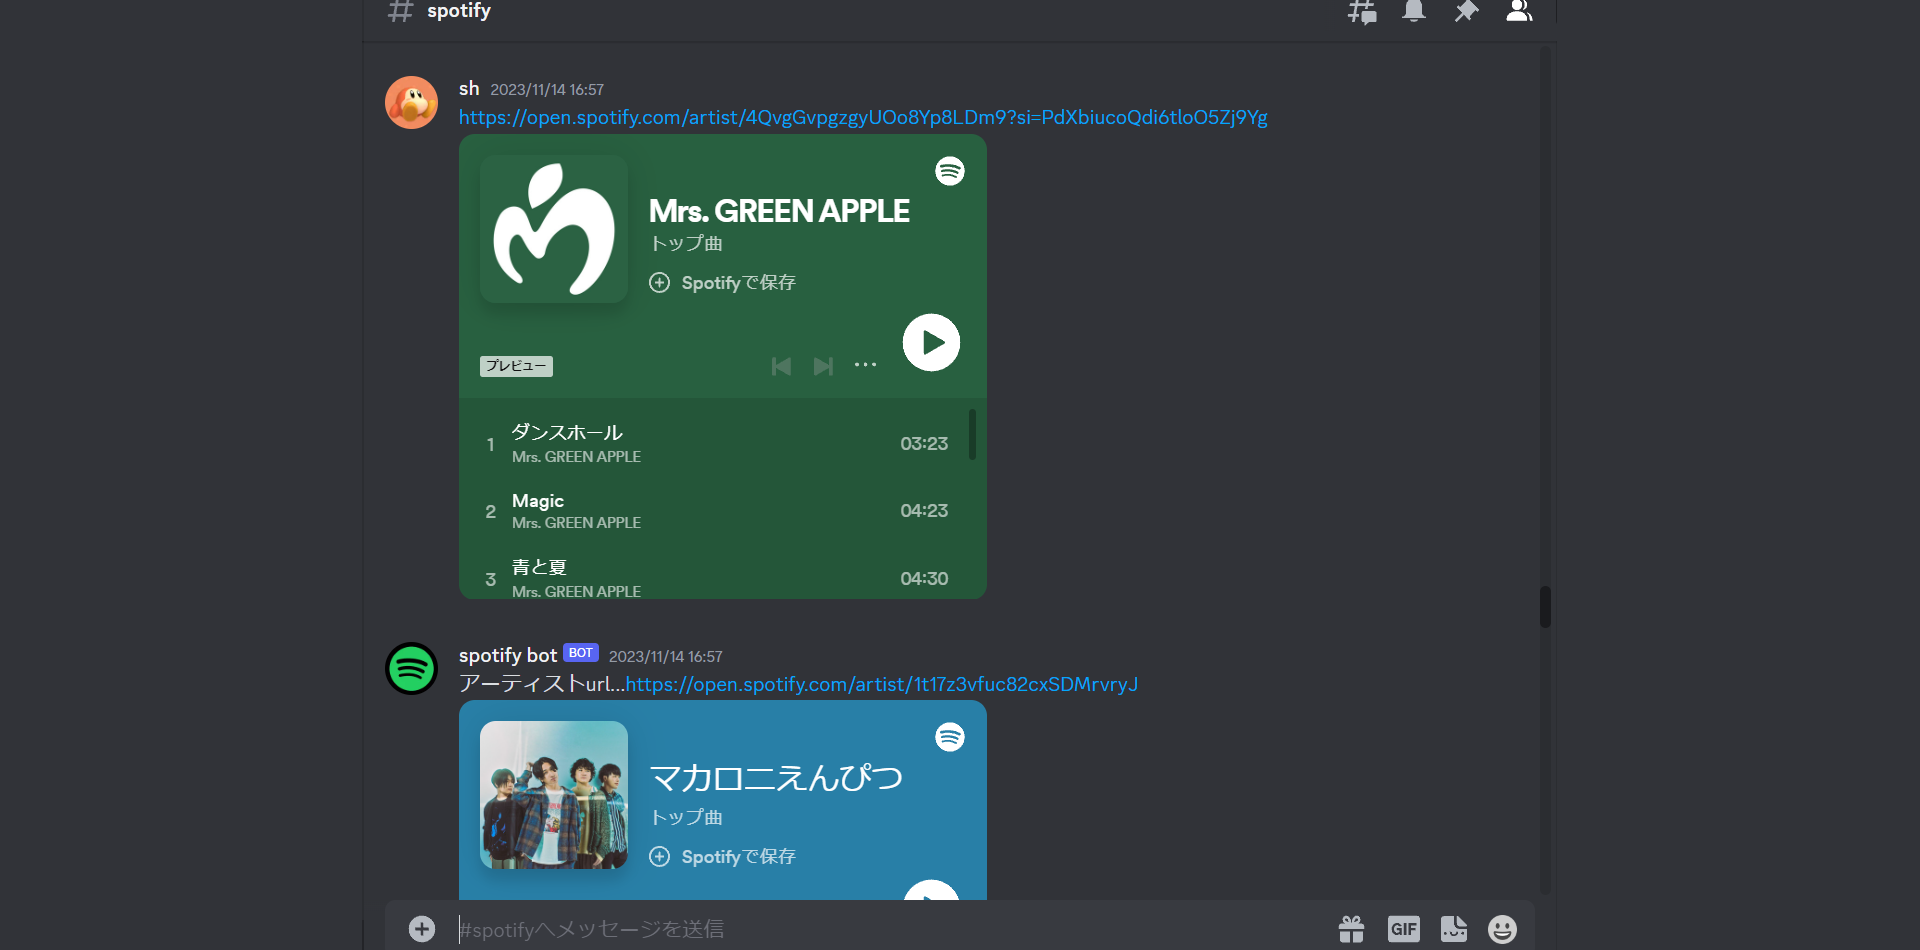 spotify
sh 2023/11/14 16:57
https://open.spotify.com/artist/4QvgGvpgzgyUOo8Yp8LDm9?si=PdXbiucoQdi6tloO5Zj9Yg
Mrs. GREEN APPLE
トップ曲
Spotifyで保存
プレビュー
1 ダンスホール 03:23
Mrs. GREEN APPLE
2 Magic 04:23
Mrs. GREEN APPLE
3 青と夏 04:30
Mrs. GREEN APPLE
spotify bot BOT 2023/11/14 16:57
アーティストurl...https://open.spotify.com/artist/1t17z3vfuc82cxSDMrvryJ
マカロニえんぴつ
トップ曲
Spotifyで保存
#spotifyへメッセージを送信 GIF